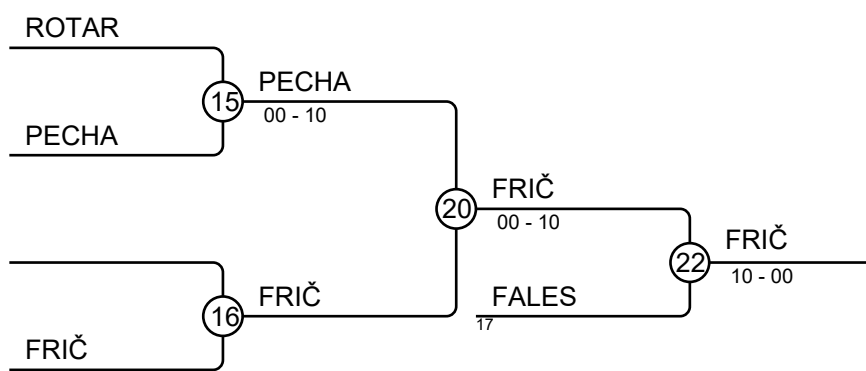 ROTAR
15
PECHA
00 - 10
PECHA
20
FRIČ
00 - 10
22
FRIČ
10 - 00
16
FRIČ
FALES
17
FRIČ